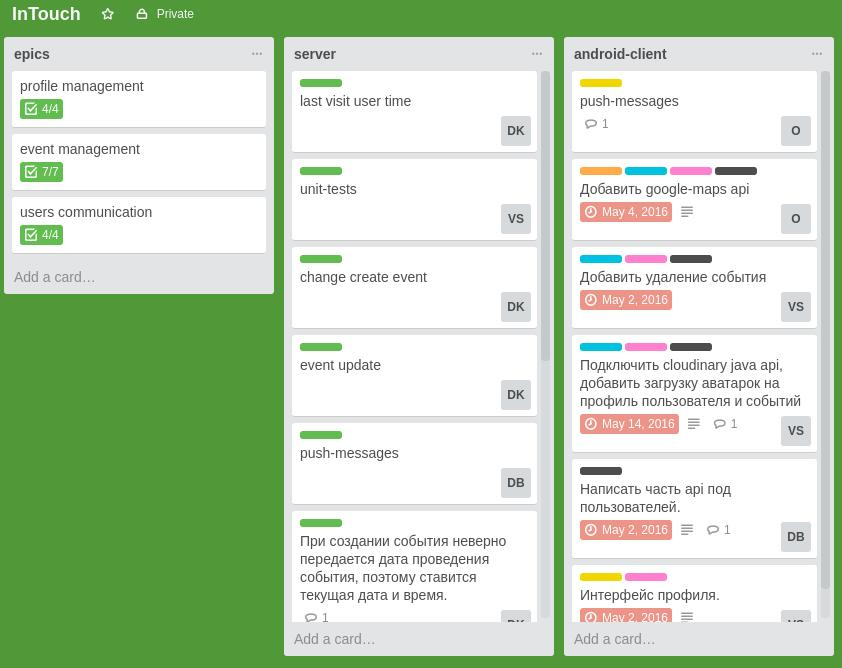 InTouch
Private
epics
profile management
4/4
event management
7/7
users communication
4/4
Add a card…
server
last visit user time
DK
unit-tests
VS
change create event
DK
event update
DK
push-messages
DB
При создании события неверно
передается дата проведения
события, поэтому ставится
текущая дата и время.
1
DK
Add a card…
android-client
push-messages
1
O
Добавить google-maps api
May 4, 2016
O
Добавить удаление события
May 2, 2016
VS
Подключить cloudinary java api,
добавить загрузку аватарок на
профиль пользователя и событий
May 14, 2016
1
VS
Написать часть api под
пользователей.
May 2, 2016
1
DB
Интерфейс профиля.
May 2, 2016
VS
Add a card…